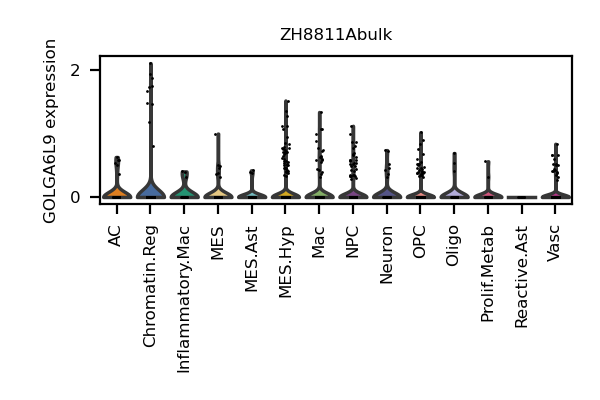 ZH8811Abulk
GOLGA6L9 expression
2
0
AC
Chromatin.Reg
Inflammatory.Mac
MES
MES.Ast
MES.Hyp
Mac
NPC
Neuron
OPC
Oligo
Prolif.Metab
Reactive.Ast
Vasc